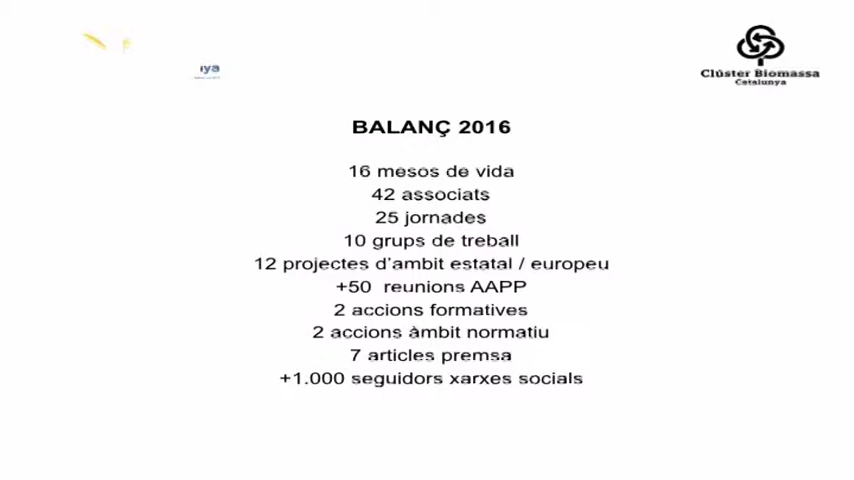 iya
Clúster Biomassa
Catalunya
BALANÇ 2016
16 mesos de vida
42 associats
25 jornades
10 grups de treball
12 projectes d'ambit estatal / europeu
+50 reunions AAPP
2 accions formatives
2 accions àmbit normatiu
7 articles premsa
+1.000 seguidors xarxes socials